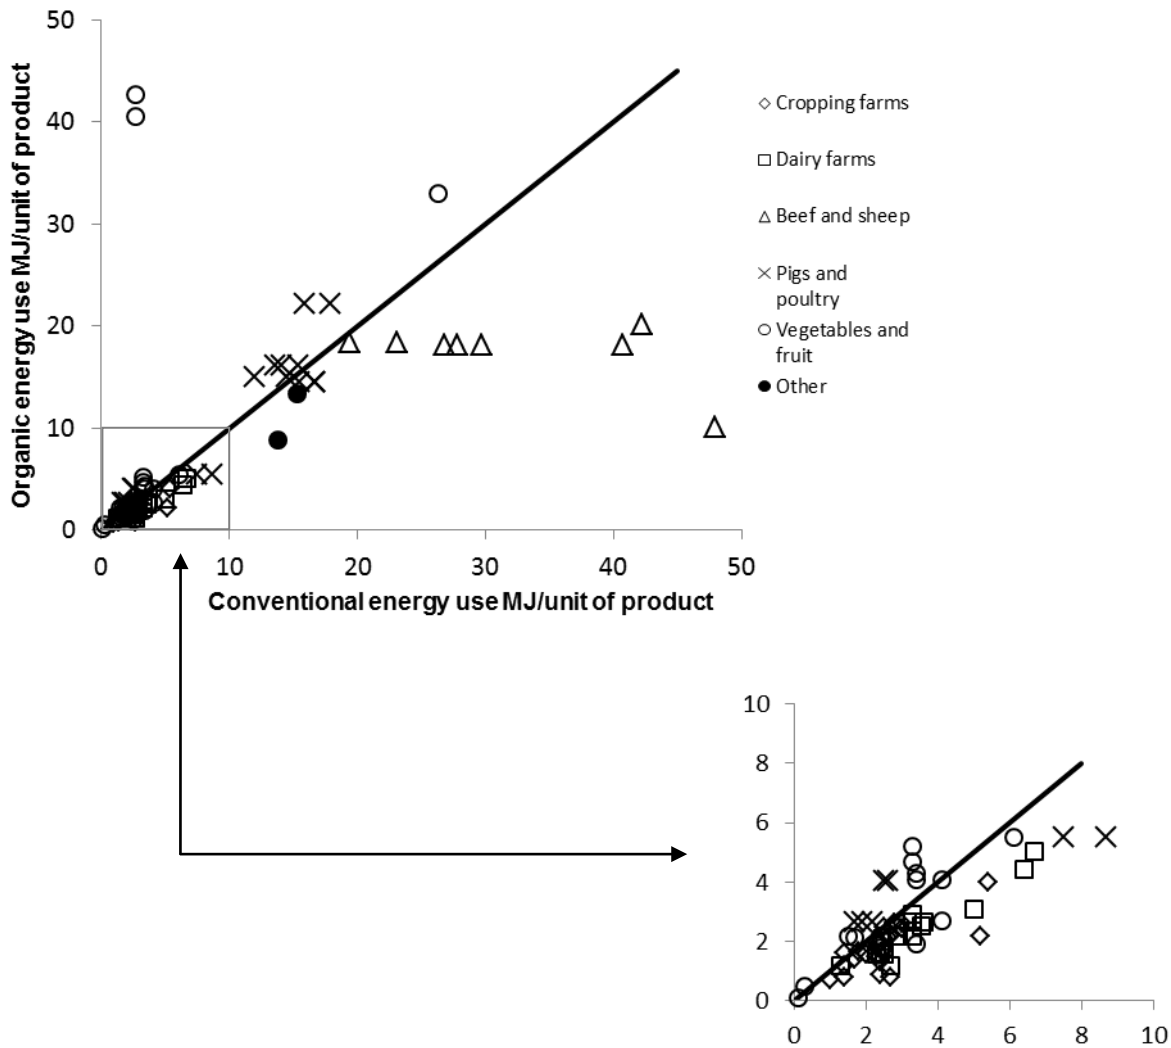 50
40
30
20
10
0
Organic energy use MJ/unit of product
0 10 20 30 40 50
Conventional energy use MJ/unit of product
Cropping farms
Dairy farms
Beef and sheep
Pigs and
poultry
Vegetables and
fruit
Other
10
8
6
4
2
0
0 2 4 6 8 10